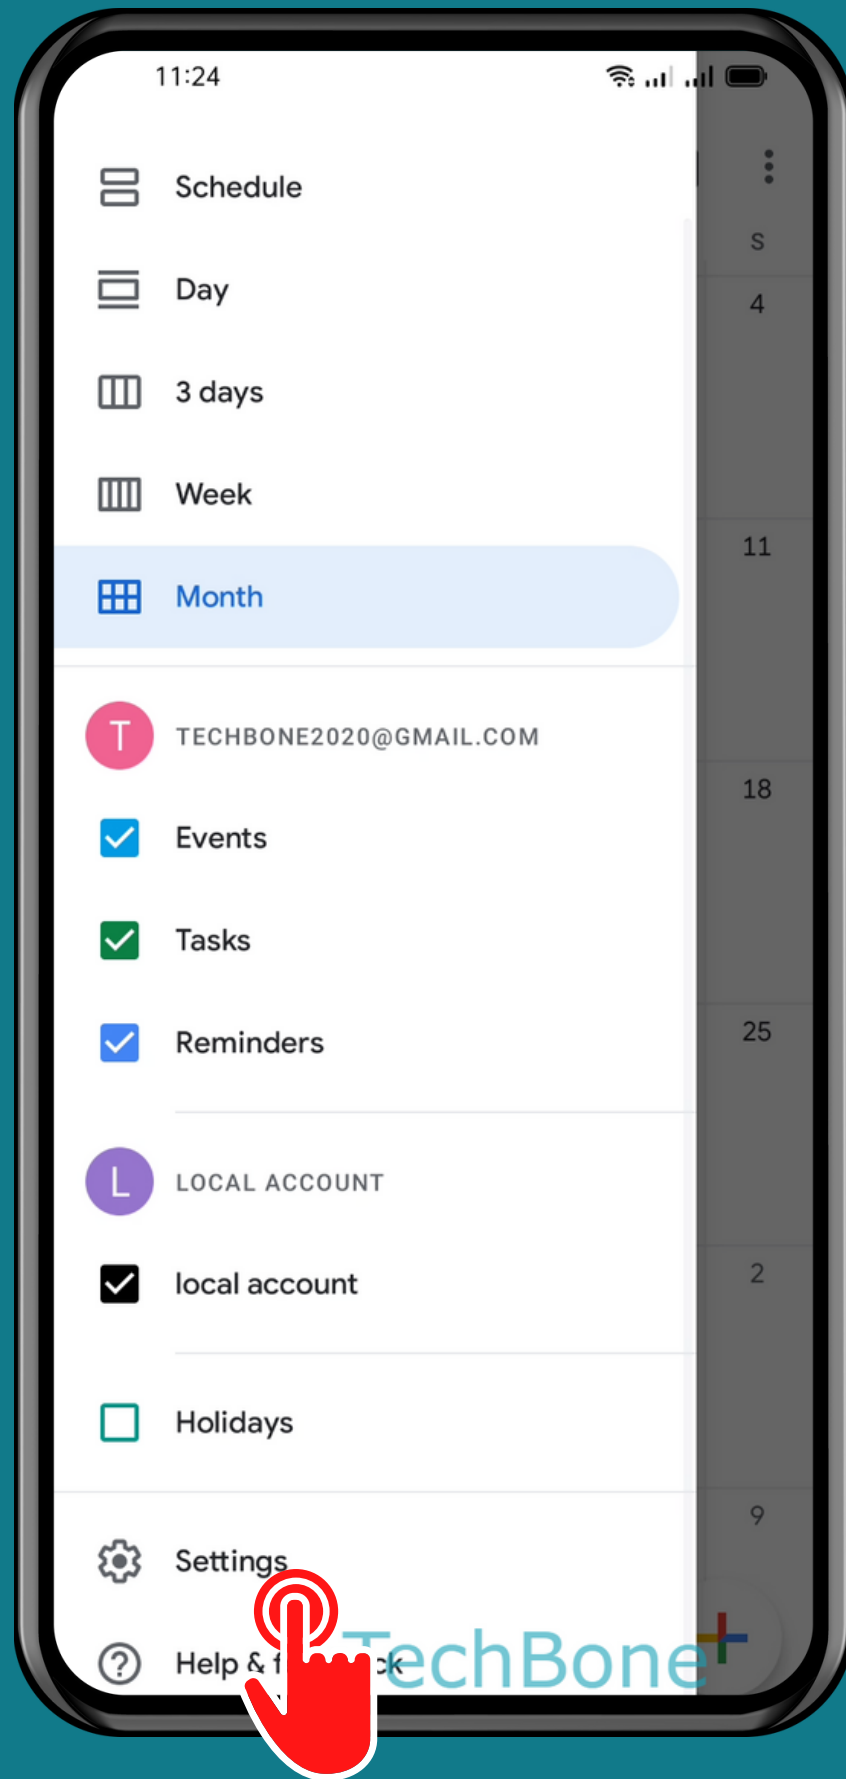 11:24
Schedule
S
Day
4
3 days
Week
11
Month
T
TECHBONE2020@GMAIL.COM
18
Events
Tasks
25
Reminders
L
LOCAL ACCOUNT
2
local account
Holidays
9
Settings
Help &
TechBone